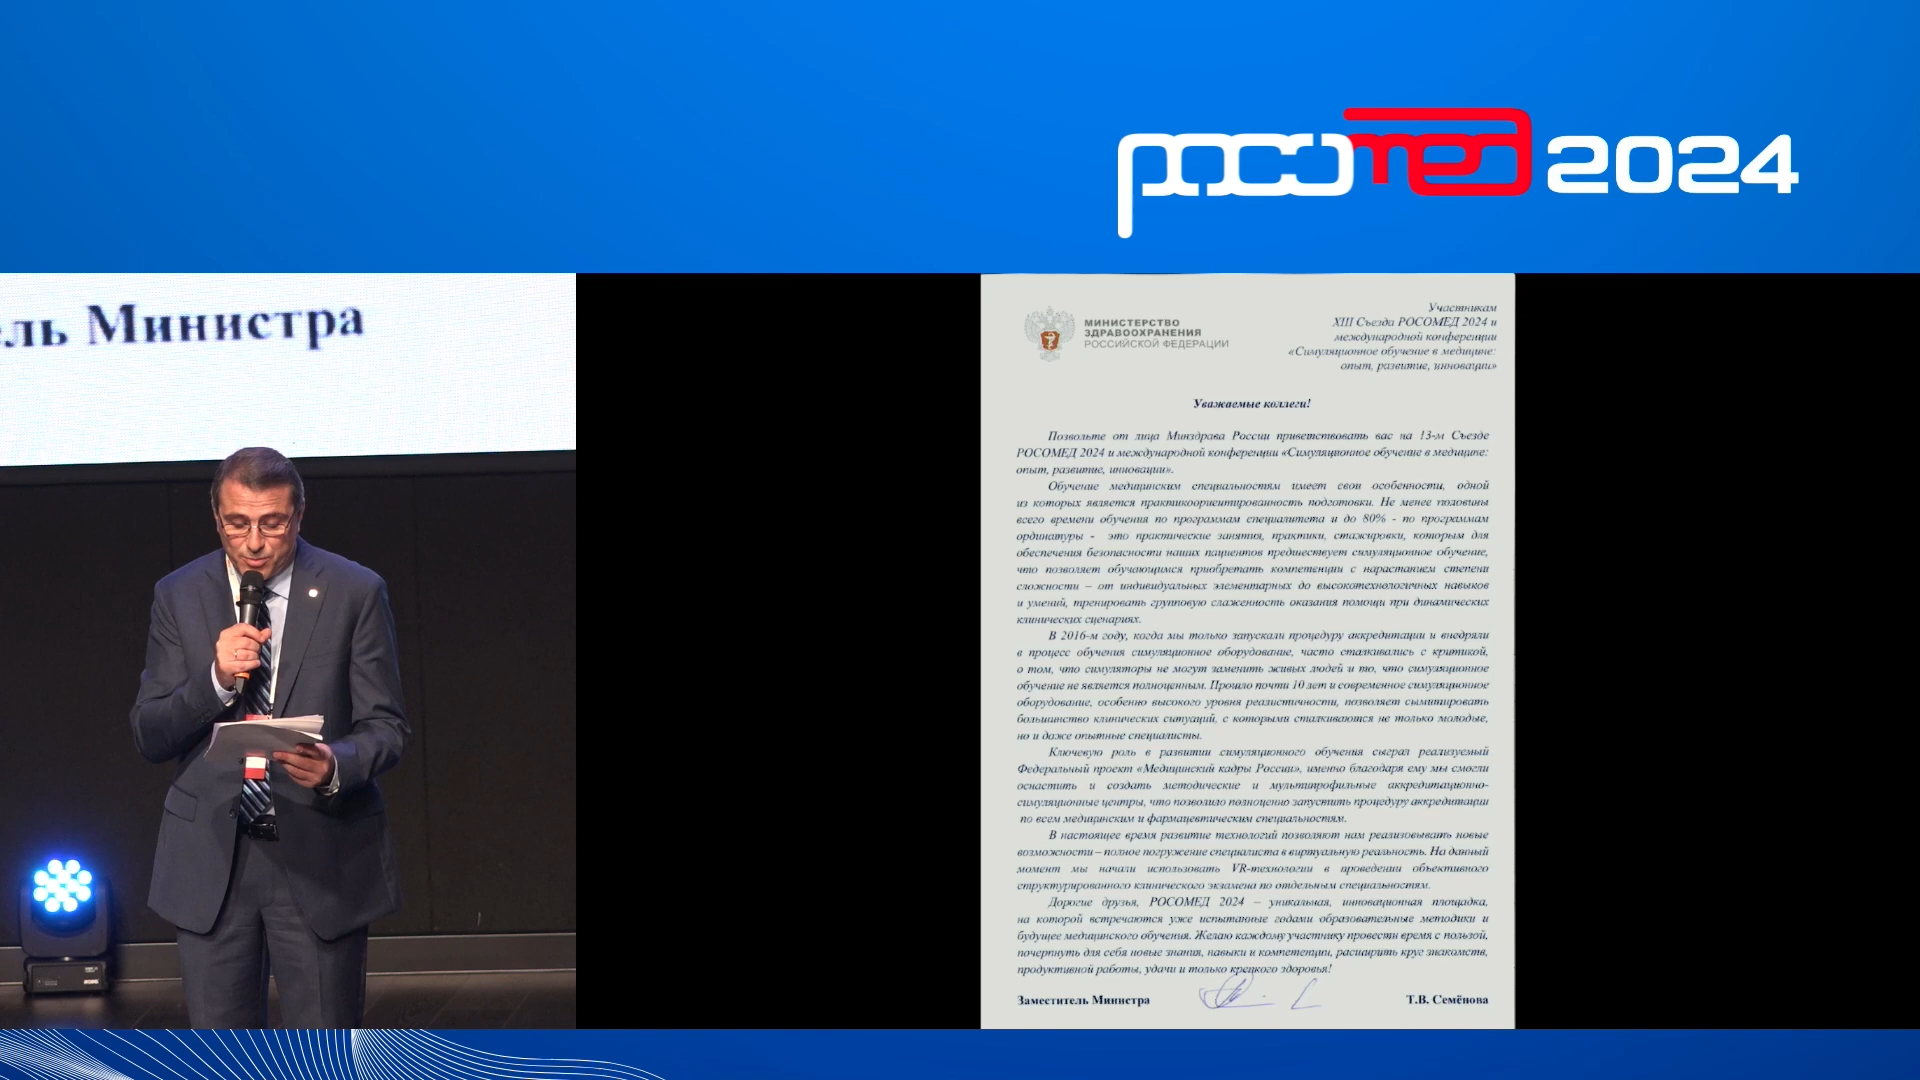 росомед 2024
ель Министра
МИНИСТЕРСТВО
ЗДРАВООХРАНЕНИЯ
РОССИЙСКОЙ ФЕДЕРАЦИИ
Участникам
XIII Съезда РОСОМЕД 2024 и
международной конференции
«Симуляционное обучение в медицине:
опыт, развитие, инновации»
Уважаемые коллеги!
Позвольте от лица Минздрава России приветствовать вас на 13-м Съезде
РОСОМЕД 2024 и международной конференции «Симуляционное обучение в медицине:
опыт, развитие, инновации».
Обучение медицинским специальностям имеет свои особенности, одной
из которых является практикоориентированность подготовки. Не менее половины
всего времени обучения по программам специалитета и до 80% - по программам
ординатуры - это практические занятия, практики, стажировки, которым для
обеспечения безопасности наших пациентов предшествует симуляционное обучение,
что позволяет обучающимся приобретать компетенции с нарастанием степени
сложности – от индивидуальных элементарных до высокотехнологичных навыков
и умений, тренировать групповую слаженность оказания помощи при динамических
клинических сценариях.
В 2016-м году, когда мы только запускали процедуру аккредитации и внедряли
в процесс обучения симуляционное оборудование, часто сталкивались с критикой,
о том, что симуляторы не могут заменить живых людей и то, что симуляционное
обучение не является полноценным. Прошло почти 10 лет и современное симуляционное
оборудование, особенно высокого уровня реалистичности, позволяет сымитировать
большинство клинических ситуаций, с которыми сталкиваются не только молодые,
но и даже опытные специалисты.
Ключевую роль в развитии симуляционного обучения сыграл реализуемый
Федеральный проект «Медицинский кадры России», именно благодаря ему мы смогли
оснастить и создать методические и мультипрофильные аккредитационно-
симуляционные центры, что позволило полноценно запустить процедуру аккредитации
по всем медицинским и фармацевтическим специальностям.
В настоящее время развитие технологий позволяют нам реализовывать новые
возможности – полное погружение специалиста в виртуальную реальность. На данный
момент мы начали использовать VR-технологии в проведении объективного
структурированного клинического экзамена по отдельным специальностям.
Дорогие друзья, РОСОМЕД 2024 – уникальная, инновационная площадка,
на которой встречаются уже испытанные годами образовательные методики и
будущее медицинского обучения. Желаю каждому участнику провести время с пользой,
почерпнуть для себя новые знания, навыки и компетенции, расширить круг знакомств,
продуктивной работы, удачи и только крепкого здоровья!
Заместитель Министра
Т.В. Семёнова